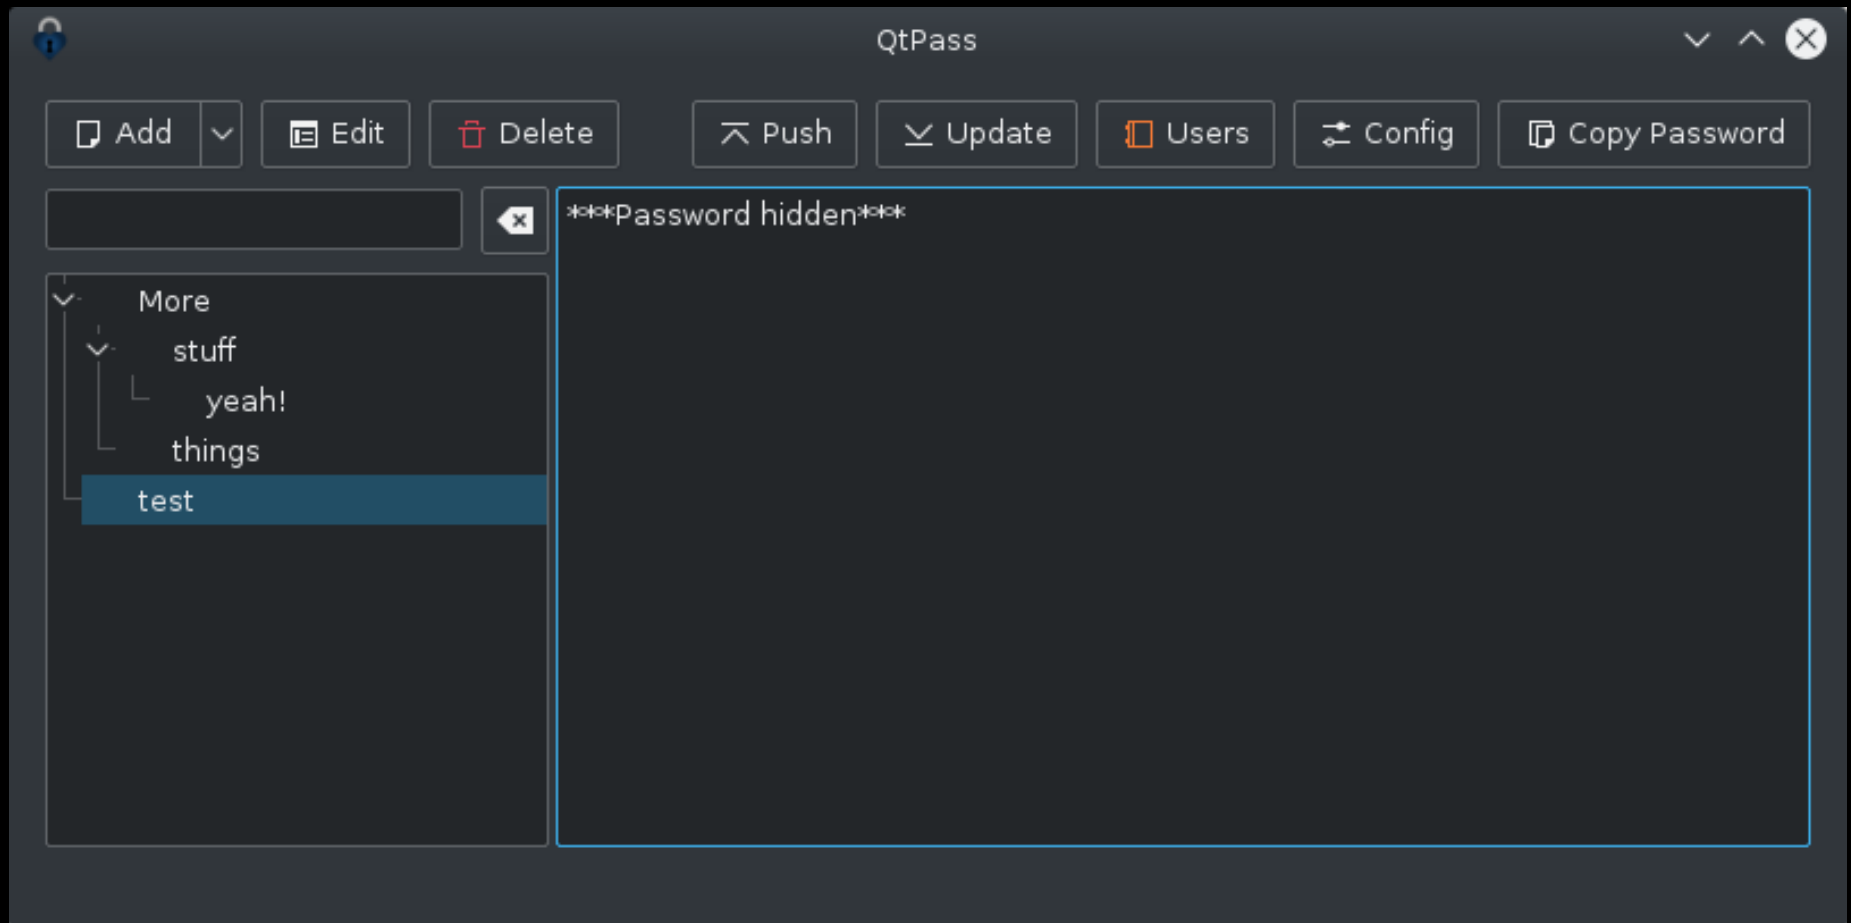 QtPass
Add Edit Delete Push Update Users Config Copy Password
***Password hidden***
More
stuff
yeah!
things
test